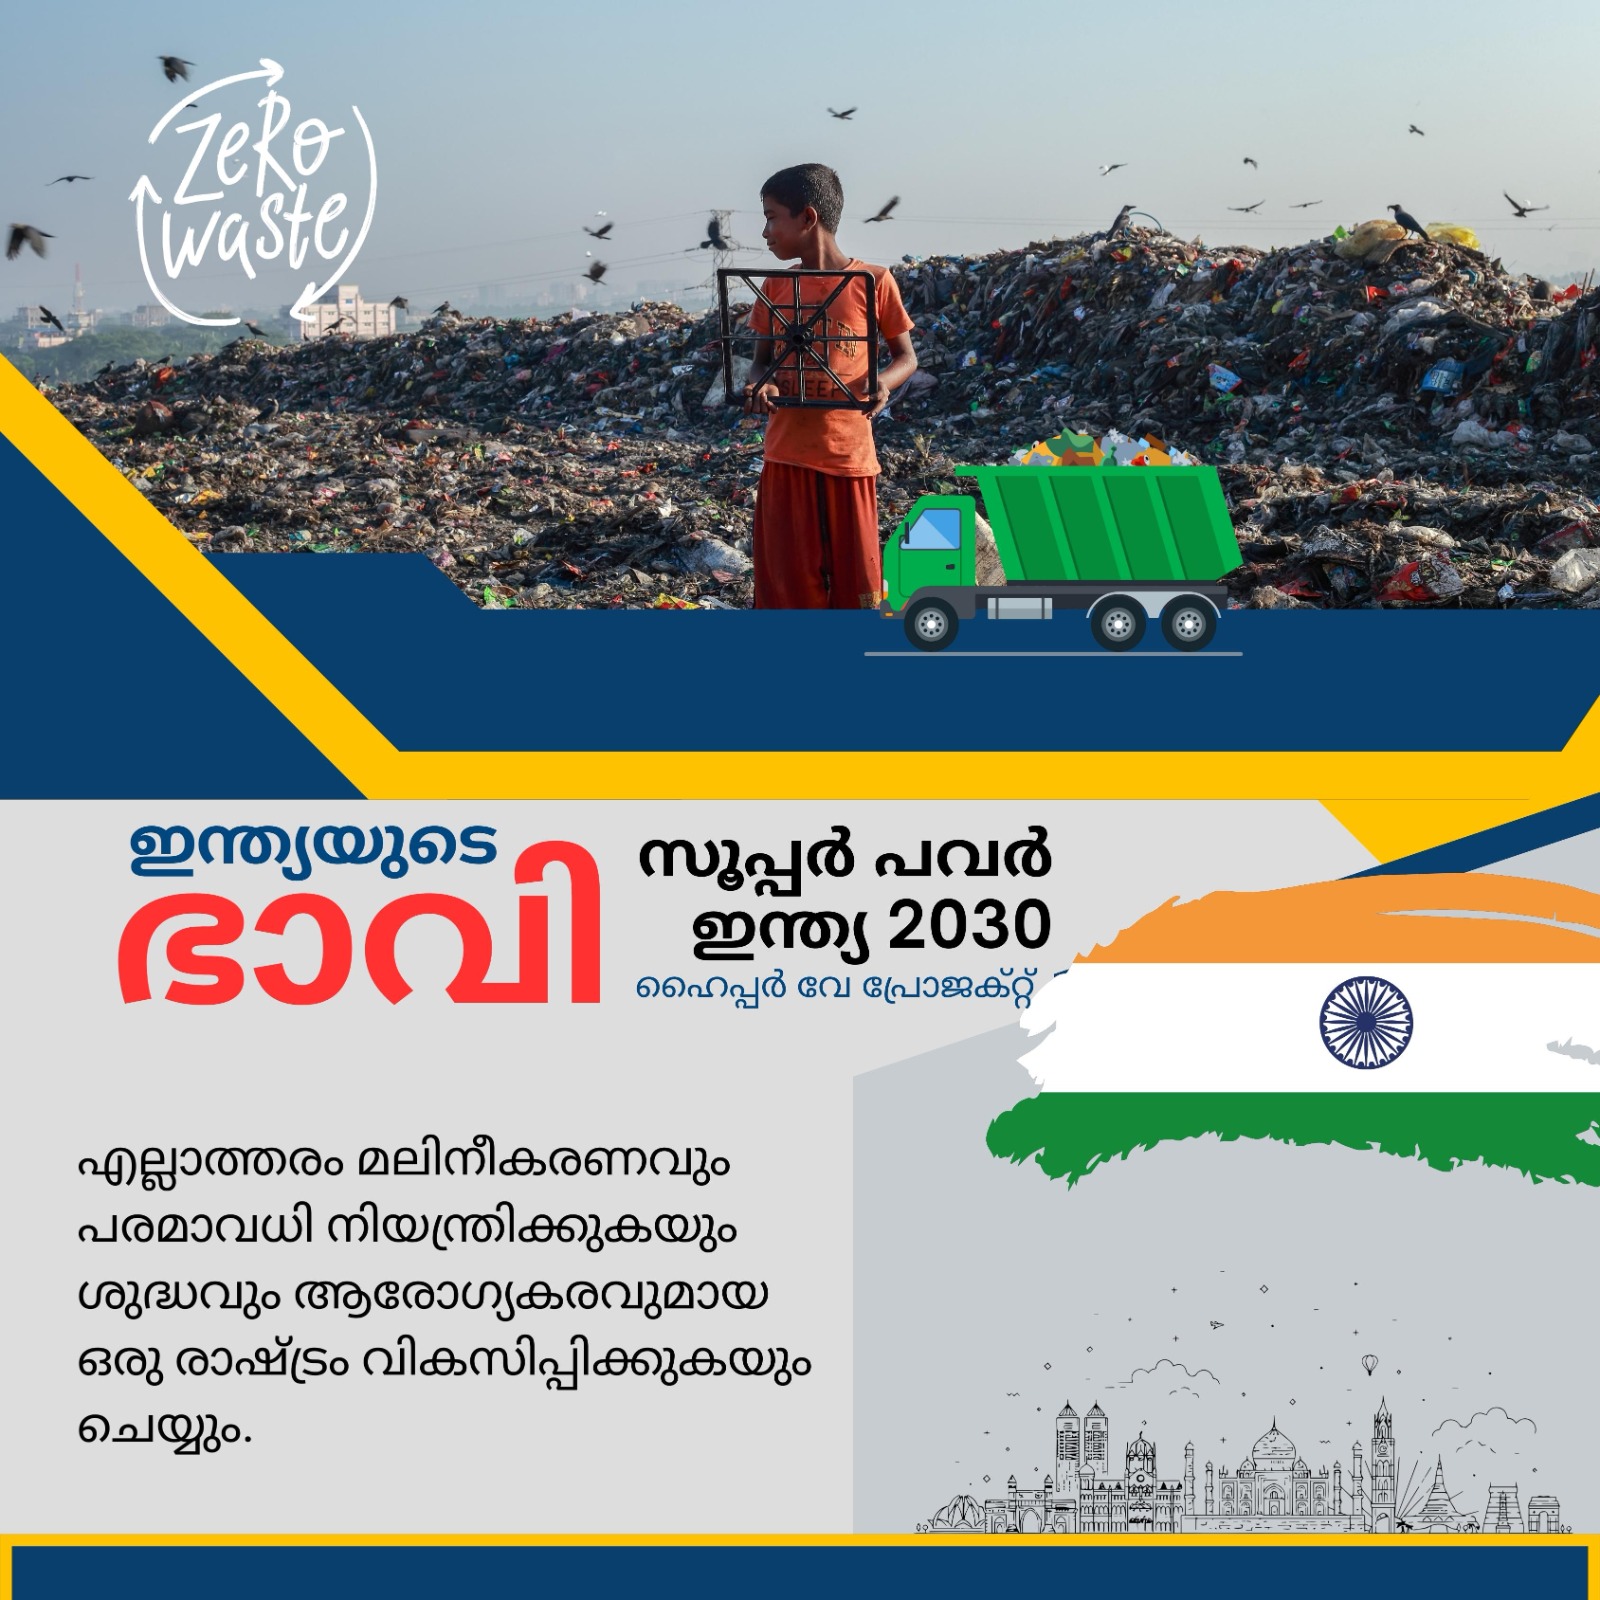 ZeRo
waste
SLEEP
ഇന്ത്യയുടെ
ഭാവി
സൂപ്പർ പവർ
ഇന്ത്യ 2030
ഹൈപ്പർ വേ പ്രോജക്റ്റ്
എല്ലാത്തരം മലിനീകരണവും
പരമാവധി നിയന്ത്രിക്കുകയും
ശുദ്ധവും ആരോഗ്യകരവുമായ
ഒരു രാഷ്ട്രം വികസിപ്പിക്കുകയും
ചെയ്യും.